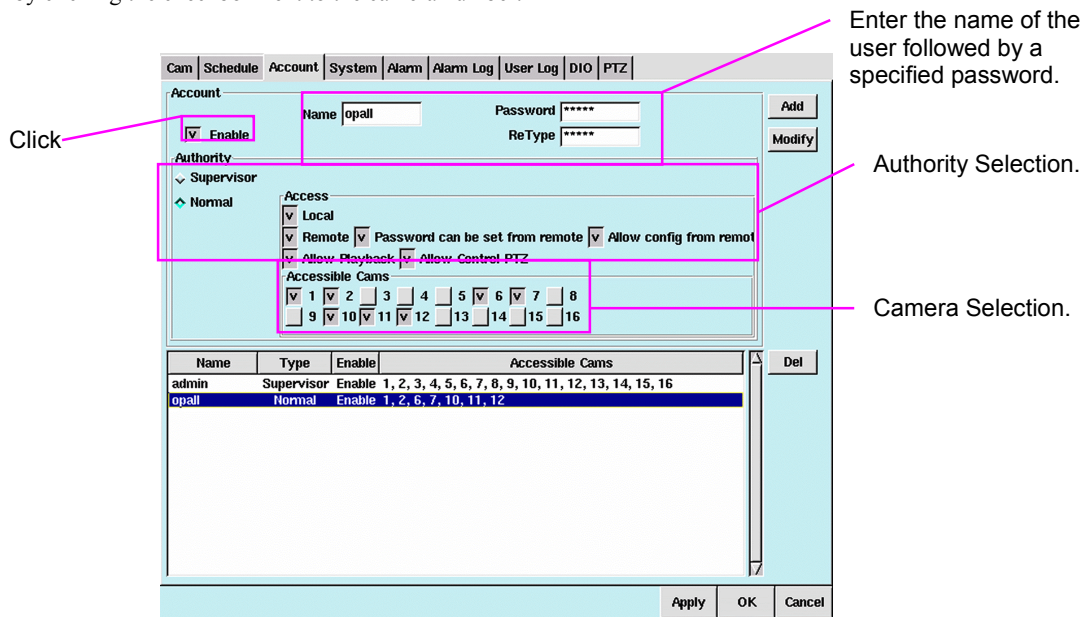 Enter the name of the
user followed by a
specified password.
Cam Schedule Account System Alarm Alarm Log User Log DIO PTZ
Account
Name opall Password *****
Add
Click
v Enable
ReType *****
Modify
Authority
Authority Selection.
Supervisor
Normal
Access
v Local
v Remote v Password can be set from remote v Allow config from remot
v Allow Playback v Allow Control PTZ
Accessible Cams
v 1 v 2 3 4 5 v 6 v 7 8
9 v 10 v 11 v 12 13 14 15 16
Camera Selection.
Name Type Enable Accessible Cams
Del
admin Supervisor Enable 1, 2, 3, 4, 5, 6, 7, 8, 9, 10, 11, 12, 13, 14, 15, 16
opall Normal Enable 1, 2, 6, 7, 10, 11, 12
Apply OK Cancel